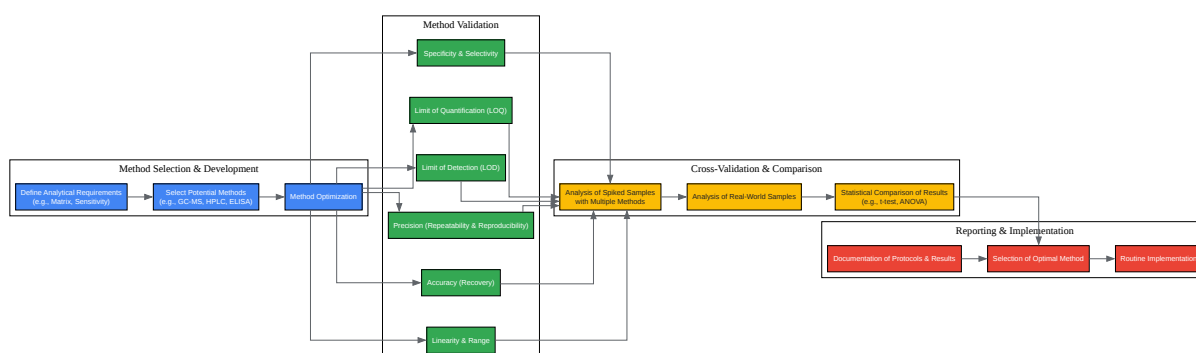 Method Validation
Specificity & Selectivity
Limit of Quantification (LOQ)
Limit of Detection (LOD)
Precision (Repeatability & Reproducibility)
Accuracy (Recovery)
Linearity & Range
Method Selection & Development
Define Analytical Requirements
(e.g., Matrix, Sensitivity)
Select Potential Methods
(e.g., GC-MS, HPLC, ELISA)
Method Optimization
Cross-Validation & Comparison
Analysis of Spiked Samples
with Multiple Methods
Analysis of Real-World Samples
Statistical Comparison of Results
(e.g., t-test, ANOVA)
Reporting & Implementation
Documentation of Protocols & Results
Selection of Optimal Method
Routine Implementation